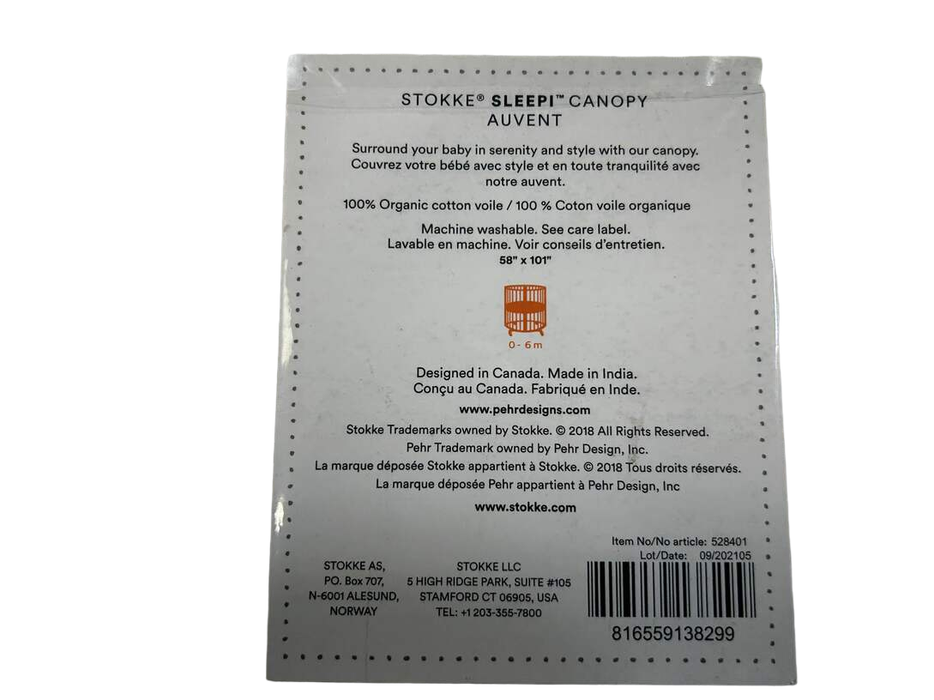 STOKKE® SLEEPI™ CANOPY
AUVENT
Surround your baby in serenity and style with our canopy.
Couvrez votre bébé avec style et en toute tranquilité avec
notre auvent.
100% Organic cotton voile / 100 % Coton voile organique
Machine washable. See care label.
Lavable en machine. Voir conseils d'entretien.
58" x 101"
0 - 6 m
Designed in Canada. Made in India.
Conçu au Canada. Fabriqué en Inde.
www.pehrdesigns.com
Stokke Trademarks owned by Stokke. © 2018 All Rights Reserved.
Pehr Trademark owned by Pehr Design, Inc.
La marque déposée Stokke appartient à Stokke. © 2018 Tous droits réservés.
La marque déposée Pehr appartient à Pehr Design, Inc
www.stokke.com
STOKKE AS,
PO. Box 707,
N-6001 ALESUND,
NORWAY
STOKKE LLC
5 HIGH RIDGE PARK, SUITE #105
STAMFORD CT 06905, USA
TEL: +1 203-355-7800
Item No/No article: 528401
Lot/Date: 09/202105
816559138299